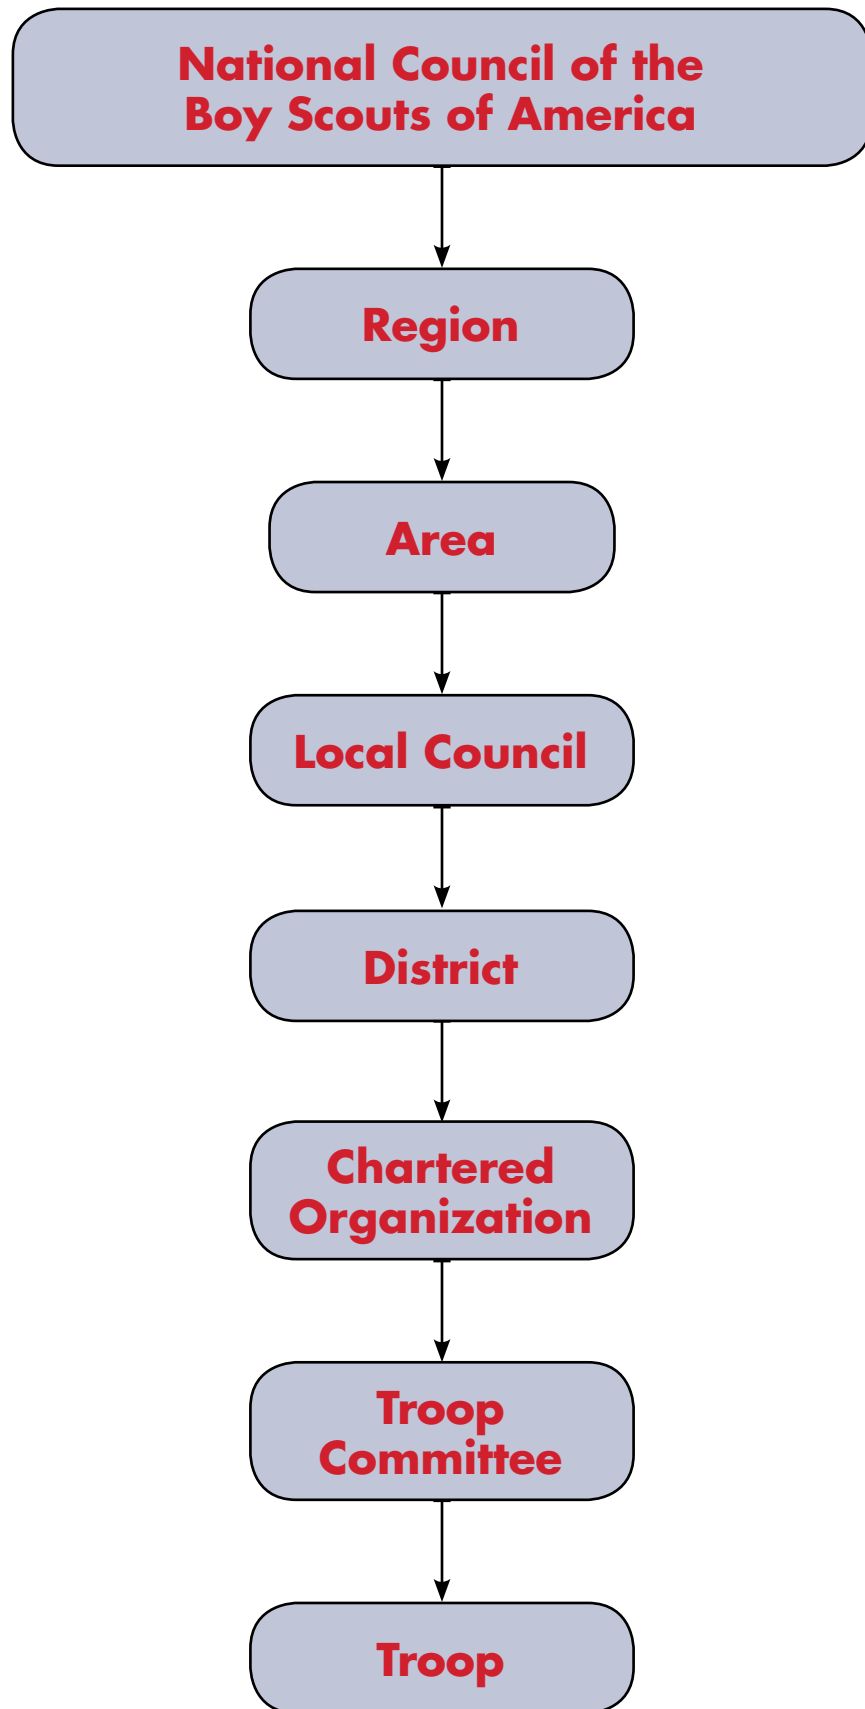 National Council of the
Boy Scouts of America
Region
Area
Local Council
District
Chartered
Organization
Troop
Committee
Troop